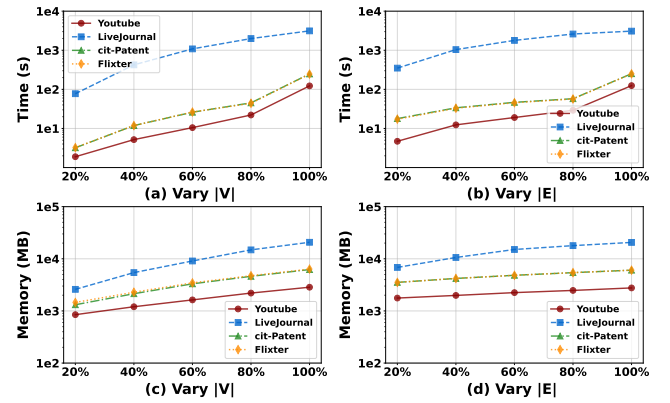 1e4
1e3
1e2
1e1
Time (s)
Youtube
LiveJournal
cit-Patent
Flixter
20% 40% 60% 80% 100%
(a) Vary |V|
1e4
1e3
1e2
1e1
Time (s)
Youtube
LiveJournal
cit-Patent
Flixter
20% 40% 60% 80% 100%
(b) Vary |E|
1e5
1e4
1e3
1e2
Memory (MB)
Youtube
LiveJournal
cit-Patent
Flixter
20% 40% 60% 80% 100%
(c) Vary |V|
1e5
1e4
1e3
1e2
Memory (MB)
Youtube
LiveJournal
cit-Patent
Flixter
20% 40% 60% 80% 100%
(d) Vary |E|